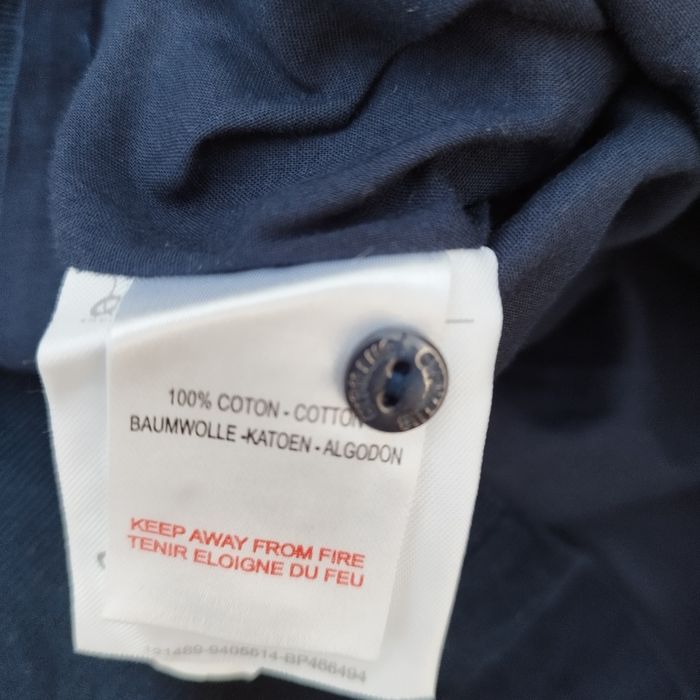 100% COTON - COTTON
BAUMWOLLE -KATOEN - ALGODON
KEEP AWAY FROM FIRE
TENIR ELOIGNE DU FEU